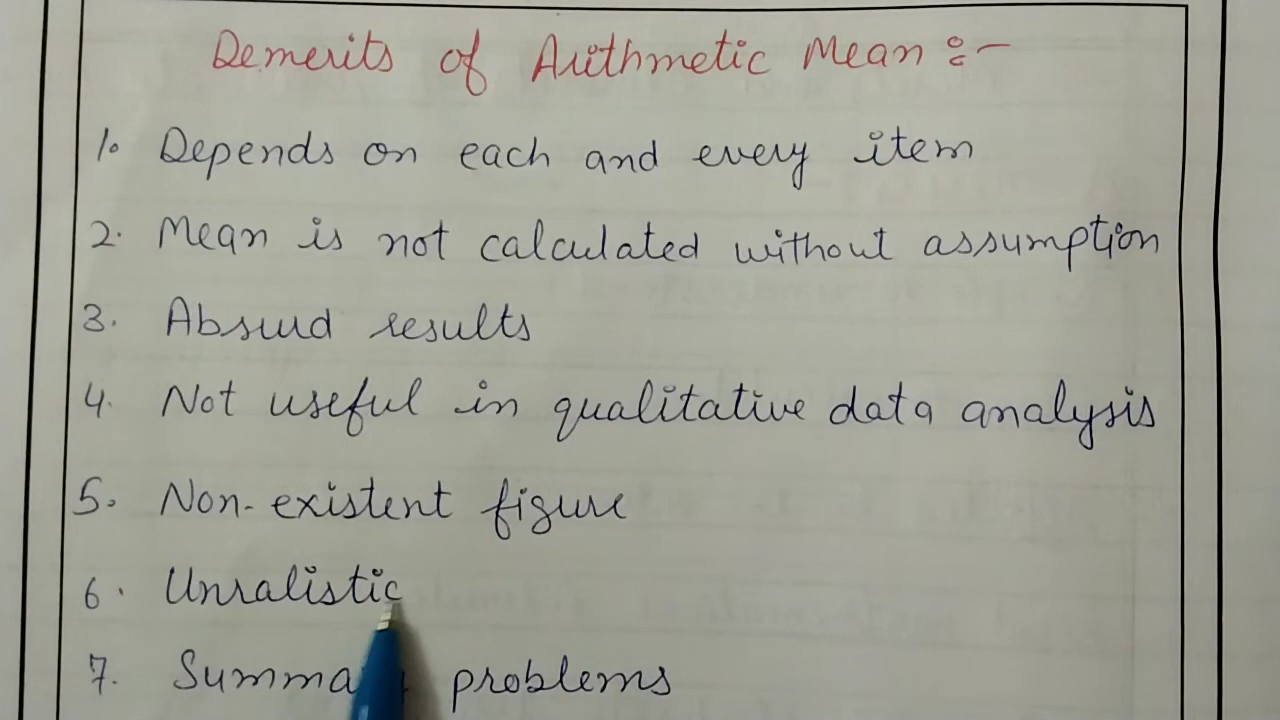 Demerits of Arithmetic Mean :-
1. Depends on each and every item
2. Mean is not calculated without assumption
3. Absurd results
4. Not useful in qualitative data analysis
5. Non-existent figure
6. Unralistic
7. problems